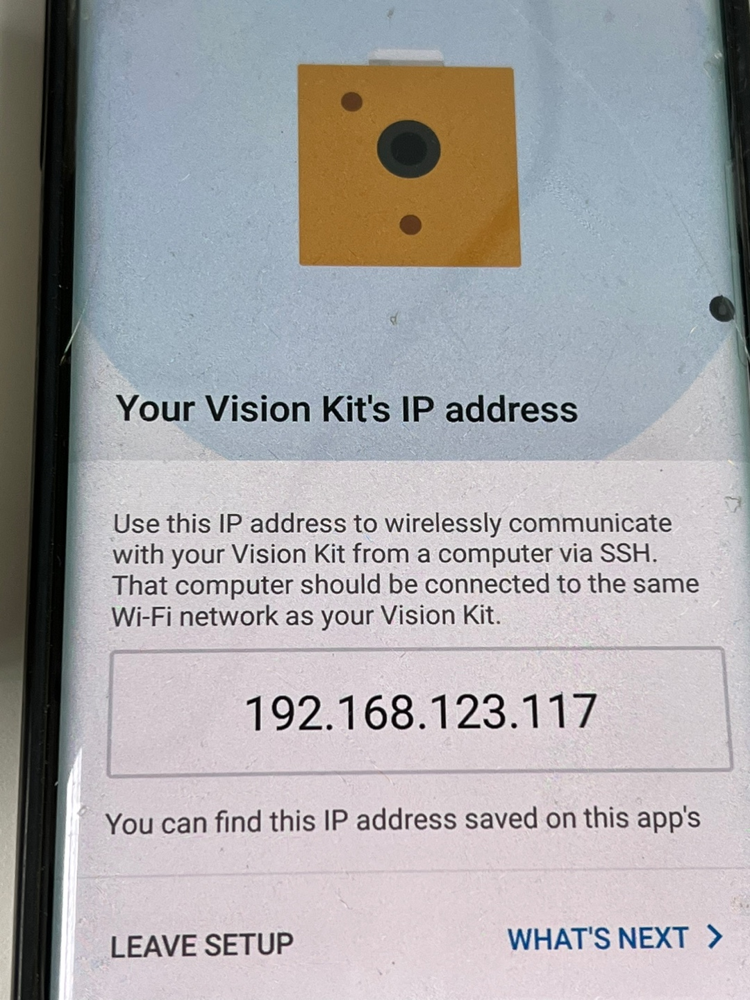 Your Vision Kit's IP address
Use this IP address to wirelessly communicate
with your Vision Kit from a computer via SSH.
That computer should be connected to the same
Wi-Fi network as your Vision Kit.
192.168.123.117
You can find this IP address saved on this app's
LEAVE SETUP
WHAT'S NEXT